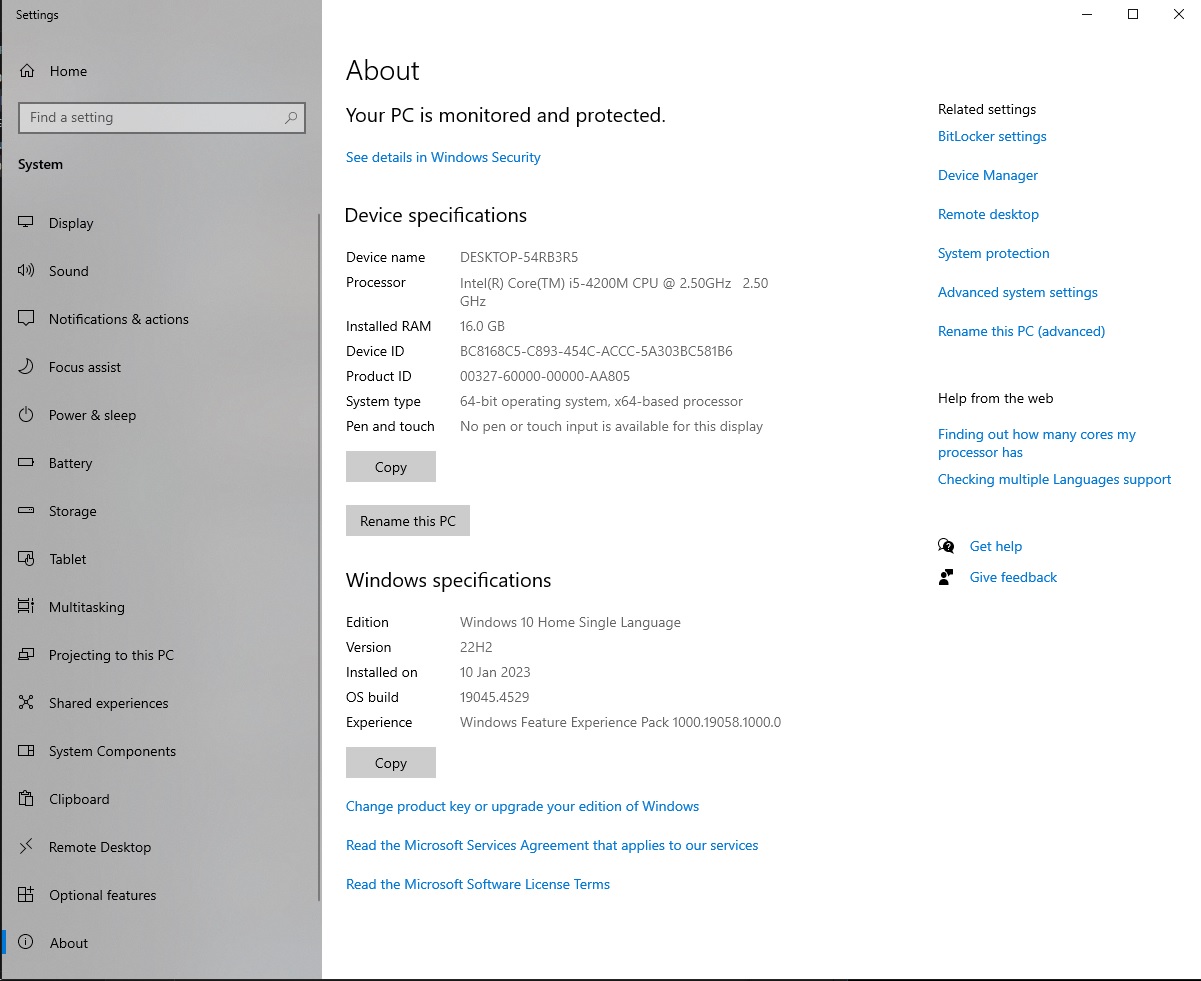 Settings
Home
Find a setting
System
Display
Sound
Notifications & actions
Focus assist
Power & sleep
Battery
Storage
Tablet
Multitasking
Projecting to this PC
Shared experiences
System Components
Clipboard
Remote Desktop
Optional features
About
About
Your PC is monitored and protected.
See details in Windows Security
Device specifications
Device name DESKTOP-54RB3R5
Processor Intel(R) Core(TM) i5-4200M CPU @ 2.50GHz 2.50
GHz
Installed RAM 16.0 GB
Device ID BC8168C5-C893-454C-ACCC-5A303BC581B6
Product ID 00327-60000-00000-AA805
System type 64-bit operating system, x64-based processor
Pen and touch No pen or touch input is available for this display
Copy
Rename this PC
Windows specifications
Edition Windows 10 Home Single Language
Version 22H2
Installed on 10 Jan 2023
OS build 19045.4529
Experience Windows Feature Experience Pack 1000.19058.1000.0
Copy
Change product key or upgrade your edition of Windows
Read the Microsoft Services Agreement that applies to our services
Read the Microsoft Software License Terms
Related settings
BitLocker settings
Device Manager
Remote desktop
System protection
Advanced system settings
Rename this PC (advanced)
Help from the web
Finding out how many cores my
processor has
Checking multiple Languages support
Get help
Give feedback